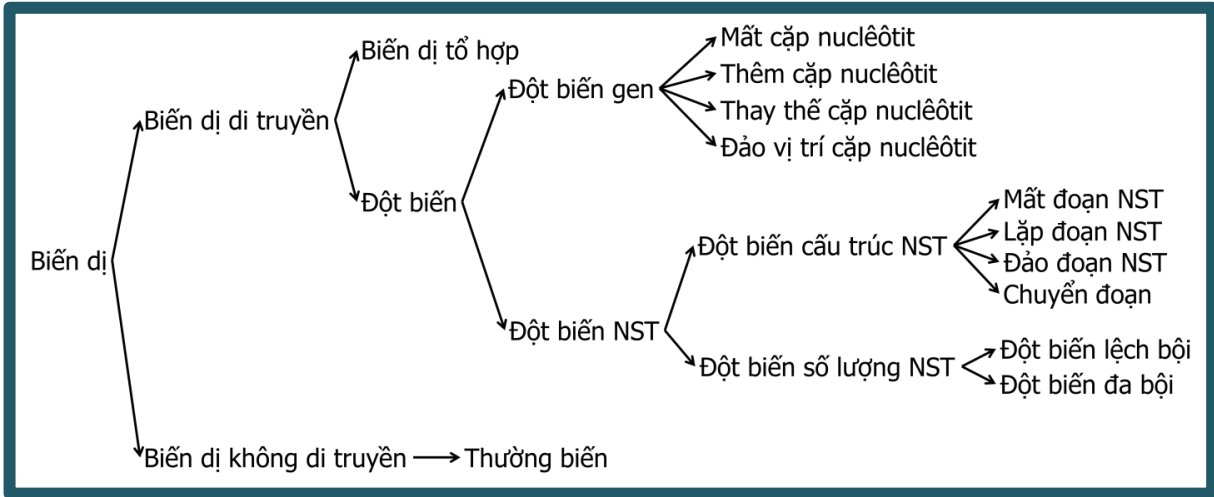 Biến dị
Biến dị di truyền
Biến dị tổ hợp
Đột biến
Đột biến gen
Mất cặp nuclêôtit
Thêm cặp nuclêôtit
Thay thế cặp nuclêôtit
Đảo vị trí cặp nuclêôtit
Đột biến NST
Đột biến cấu trúc NST
Mất đoạn NST
Lặp đoạn NST
Đảo đoạn NST
Chuyển đoạn
Đột biến số lượng NST
Đột biến lệch bội
Đột biến đa bội
Biến dị không di truyền
Thường biến